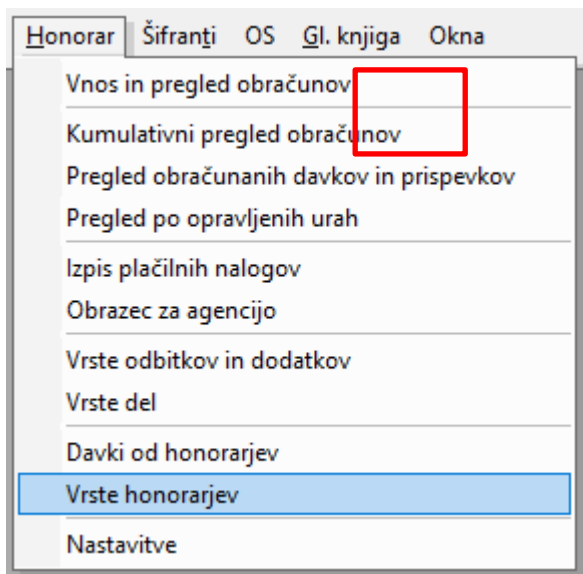 Honorar Šifranti OS Gl. knjiga Okna
Vnos in pregled obračunov
Kumulativni pregled obračunov
Pregled obračunanih davkov in prispevkov
Pregled po opravljenih urah
Izpis plačilnih nalogov
Obrazec za agencijo
Vrste odbitkov in dodatkov
Vrste del
Davki od honorarjev
Vrste honorarjev
Nastavitve